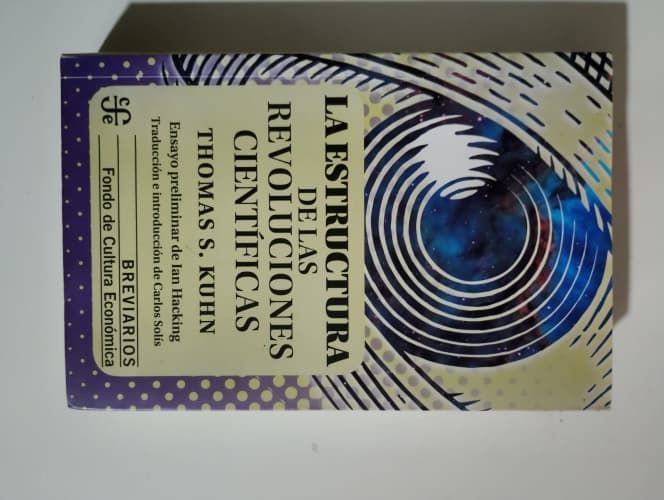 LA ESTRUCTURA
DE LAS
REVOLUCIONES
CIENTÍFICAS
THOMAS S. KUHN
Ensayo preliminar de Ian Hacking
Traducción e introducción de Carlos Solís
BREVIARIOS
Fondo de Cultura Económica
cfe